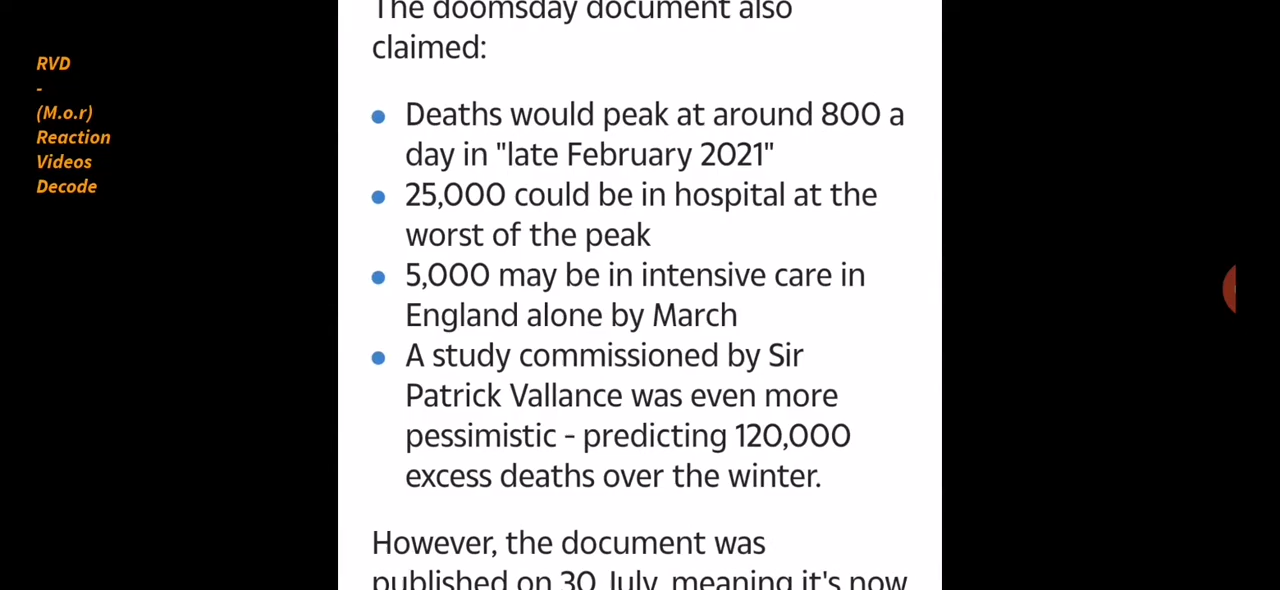 RVD
-
(M.o.r)
Reaction
Videos
Decode
The doomsday document also
claimed:
Deaths would peak at around 800 a
day in "late February 2021"
25,000 could be in hospital at the
worst of the peak
5,000 may be in intensive care in
England alone by March
A study commissioned by Sir
Patrick Vallance was even more
pessimistic - predicting 120,000
excess deaths over the winter.
However, the document was
published on 30 July, meaning it's now